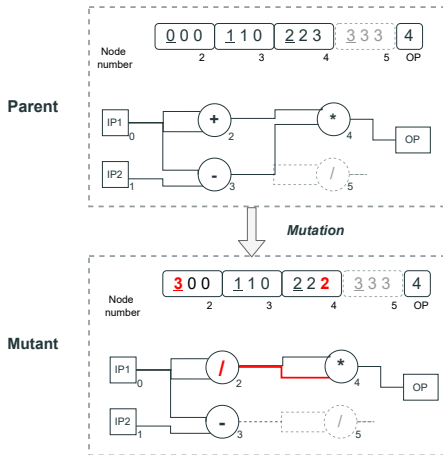 0 0 0 1 1 0 2 2 3 3 3 3 4
Node number 2 3 4 5 OP
Parent
IP1 0 + 2 * 4 OP
IP2 1 - 3 / 5
Mutation
3 0 0 1 1 0 2 2 2 3 3 3 4
Node number 2 3 4 5 OP
Mutant
IP1 0 / 2 * 4 OP
IP2 1 - 3 / 5